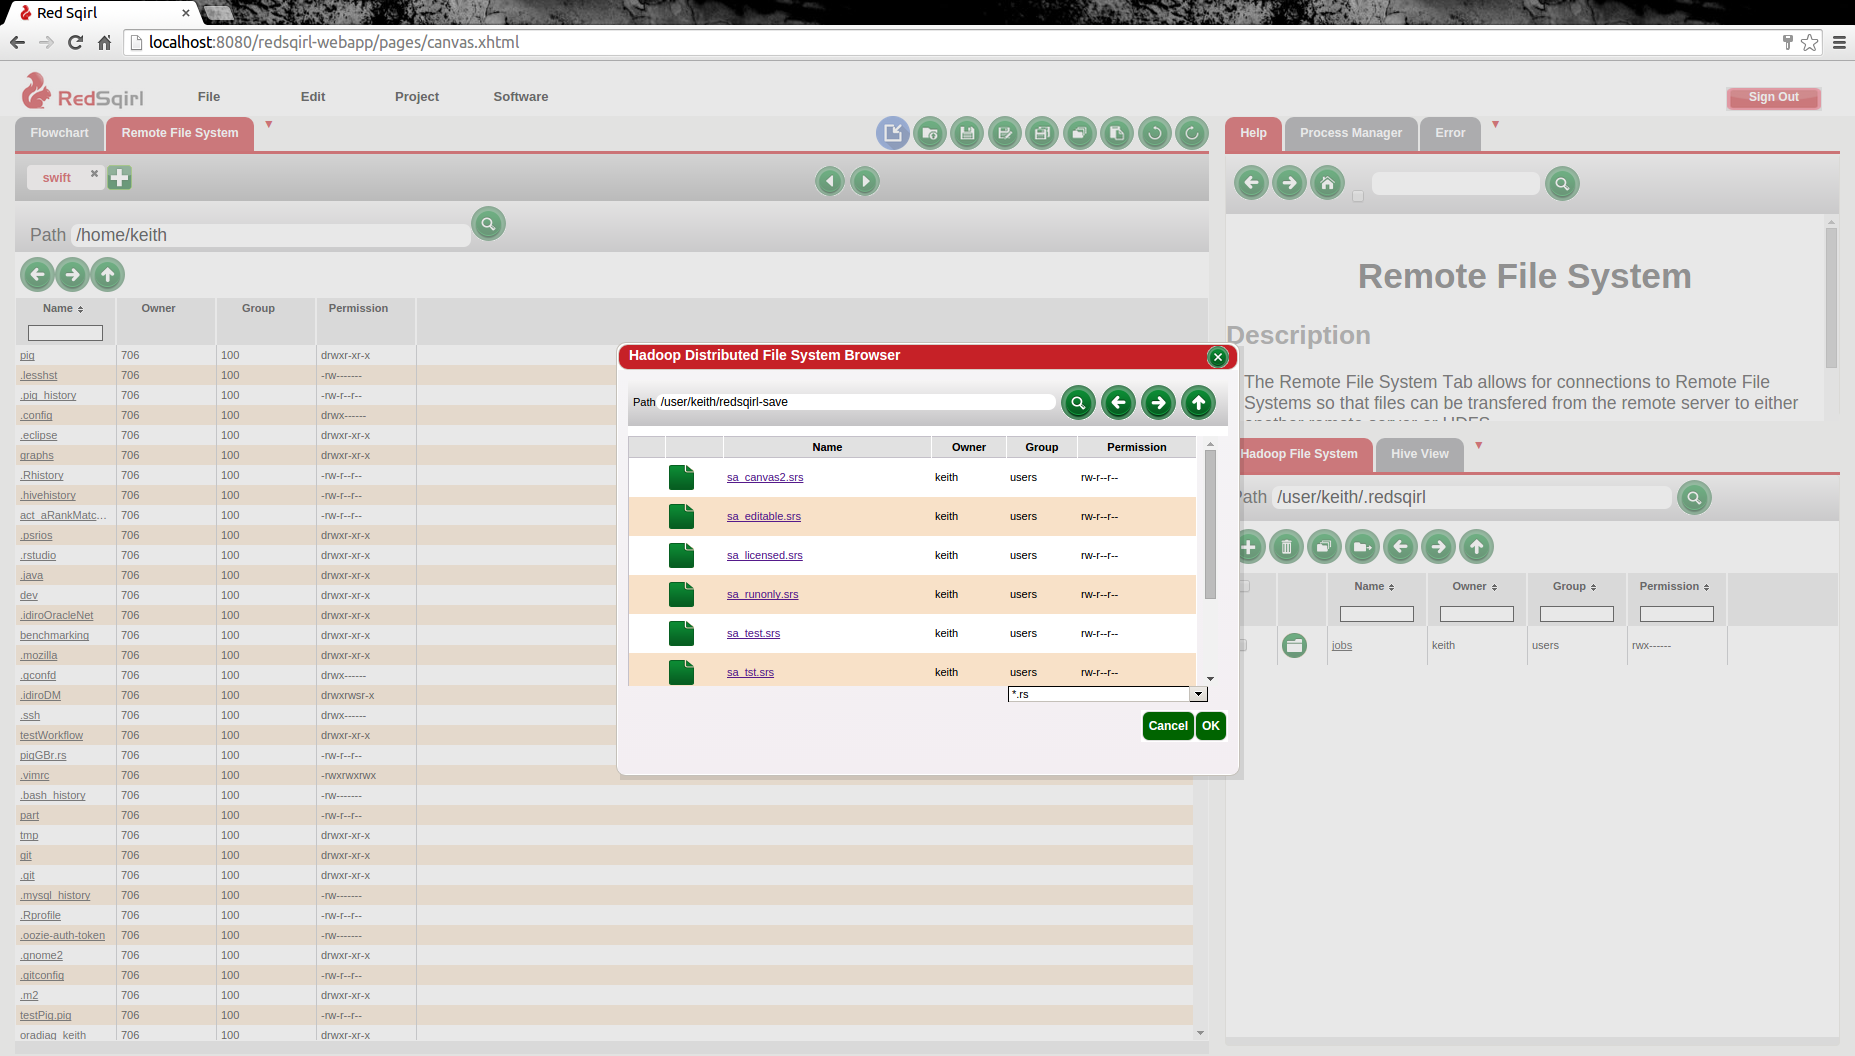 Red Sqirl
localhost:8080/redsqirl-webapp/pages/canvas.xhtml
RedSqirl
File
Edit
Project
Software
Sign Out
Flowchart
Remote File System
Help
Process Manager
Error
swift
Path /home/keith
Name
Owner
Group
Permission
pig 706 100 drwxr-xr-x
.lesshst 706 100 -rw-------
.pig_history 706 100 -rw-r--r--
.config 706 100 drwx------
.eclipse 706 100 drwxr-xr-x
graphs 706 100 drwxr-xr-x
.Rhistory 706 100 -rw-r--r--
.hivehistory 706 100 -rw-r--r--
act_aRankMatc... 706 100 -rw-r--r--
.psrios 706 100 drwxr-xr-x
.rstudio 706 100 drwxr-xr-x
.java 706 100 drwxr-xr-x
dev 706 100 drwxr-xr-x
.idiroOracleNet 706 100 drwxr-xr-x
benchmarking 706 100 drwxr-xr-x
.mozilla 706 100 drwxr-xr-x
.gconfd 706 100 drwx------
.idiroDM 706 100 drwxrwsr-x
.ssh 706 100 drwx------
testWorkflow 706 100 drwxr-xr-x
pigGBr.rs 706 100 -rw-r--r--
.vimrc 706 100 -rwxrwxrwx
.bash_history 706 100 -rw-------
part 706 100 -rw-r--r--
tmp 706 100 drwxr-xr-x
git 706 100 drwxr-xr-x
.git 706 100 drwxr-xr-x
.mysql_history 706 100 -rw-------
.Rprofile 706 100 -rw-r--r--
.oozie-auth-token 706 100 -rw-------
.gnome2 706 100 drwxr-xr-x
.gitconfig 706 100 -rw-r--r--
.m2 706 100 drwxr-xr-x
testPig.pig 706 100 -rw-r--r--
oradiag_keith 706 100 drwxr-xr-x
Hadoop Distributed File System Browser
Path /user/keith/redsqirl-save
Name Owner Group Permission
sa_canvas2.srs keith users rw-r--r--
sa_editable.srs keith users rw-r--r--
sa_licensed.srs keith users rw-r--r--
sa_runonly.srs keith users rw-r--r--
sa_test.srs keith users rw-r--r--
sa_tst.srs keith users rw-r--r--
*.rs
Cancel
OK
Remote File System
Description
The Remote File System Tab allows for connections to Remote File
Systems so that files can be transfered from the remote server to either
another remote server or HDFS
Hadoop File System
Hive View
Path /user/keith/.redsqirl
Name
Owner
Group
Permission
jobs keith users rwx------